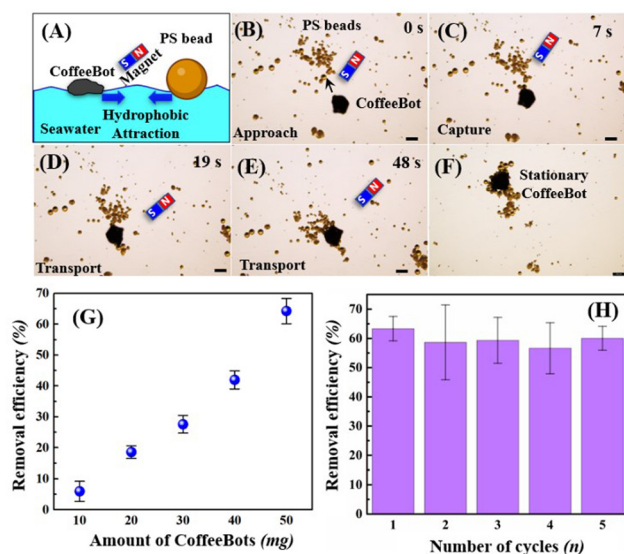 (A)
S N
Magnet
PS bead
CoffeeBot
Hydrophobic
Attraction
Seawater
(B)
PS beads
0 s
S N
CoffeeBot
Approach
(C)
7 s
S N
Capture
(D)
19 s
S N
Transport
(E)
48 s
S N
Transport
(F)
Stationary
CoffeeBot
(G)
Removal efficiency (%)
70
60
50
40
30
20
10
0
10 20 30 40 50
Amount of CoffeeBots (mg)
(H)
Removal efficiency (%)
70
60
50
40
30
20
10
0
1 2 3 4 5
Number of cycles (n)